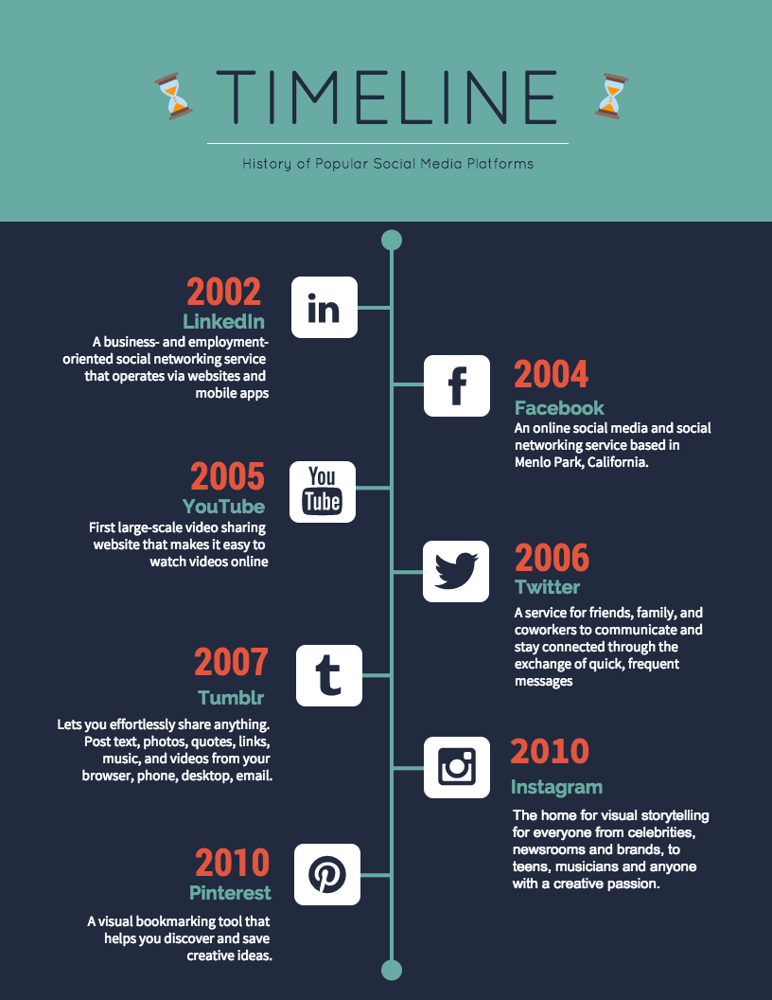 TIMELINE
History of Popular Social Media Platforms
2002
LinkedIn
A business- and employment-
oriented social networking service
that operates via websites and
mobile apps
in
2004
Facebook
An online social media and social
networking service based in
Menlo Park, California.
f
2005
YouTube
First large-scale video sharing
website that makes it easy to
watch videos online
You
Tube
2006
Twitter
A service for friends, family, and
coworkers to communicate and
stay connected through the
exchange of quick, frequent
messages
2007
Tumblr
Lets you effortlessly share anything.
Post text, photos, quotes, links,
music, and videos from your
browser, phone, desktop, email.
t
2010
Instagram
The home for visual storytelling
for everyone from celebrities,
newsrooms and brands, to
teens, musicians and anyone
with a creative passion.
2010
Pinterest
A visual bookmarking tool that
helps you discover and save
creative ideas.